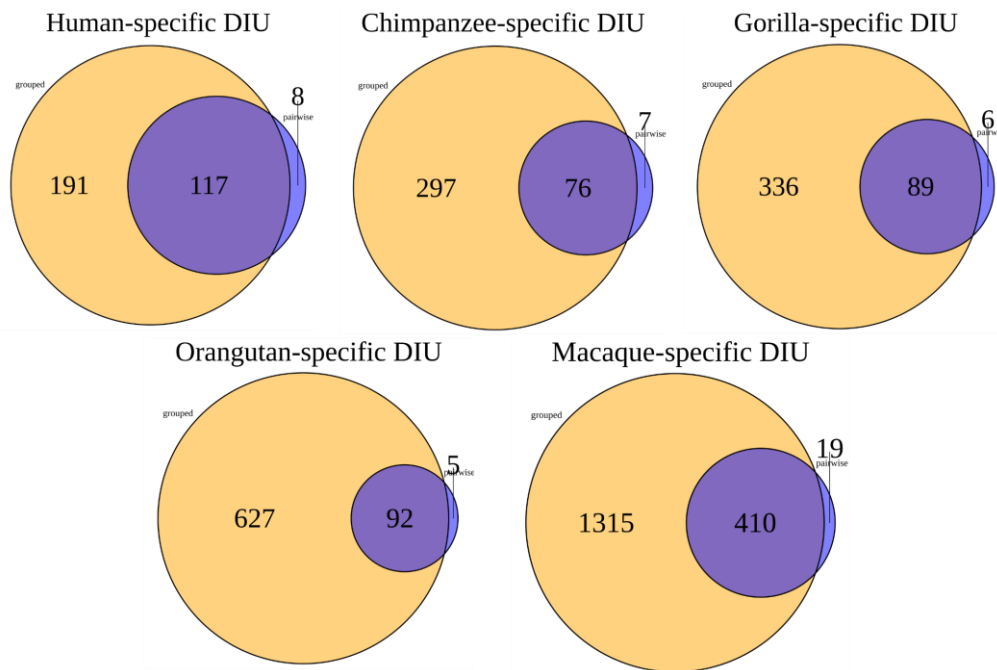 Human-specific DIU
grouped
8
pairwise
191
117
Chimpanzee-specific DIU
grouped
7
pairwise
297
76
Gorilla-specific DIU
grouped
6
pairw
336
89
Orangutan-specific DIU
grouped
5
pairwise
627
92
Macaque-specific DIU
grouped
19
pairwise
1315
410